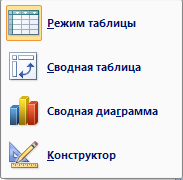 Режим таблицы
Сводная таблица
Сводная диаграмма
Конструктор